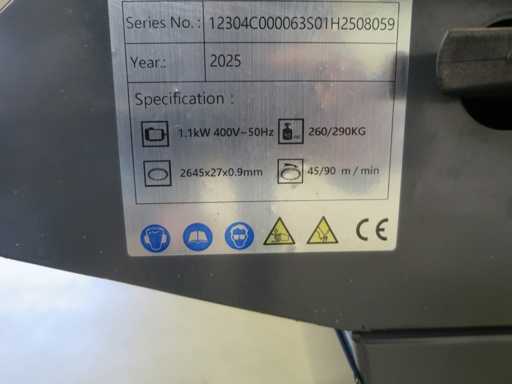 Series No.: 12304C000063S01H2508059
Year.: 2025
Specification :
1.1kW 400V~50Hz 260/290KG
2645x27x0.9mm 45/90 m/min
CE